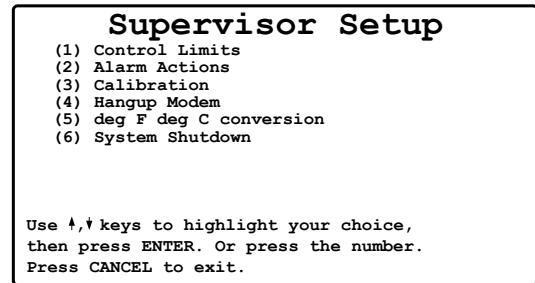 Supervisor Setup
(1) Control Limits
(2) Alarm Actions
(3) Calibration
(4) Hangup Modem
(5) deg F deg C conversion
(6) System Shutdown
Use ↑,↓ keys to highlight your choice,
then press ENTER. Or press the number.
Press CANCEL to exit.